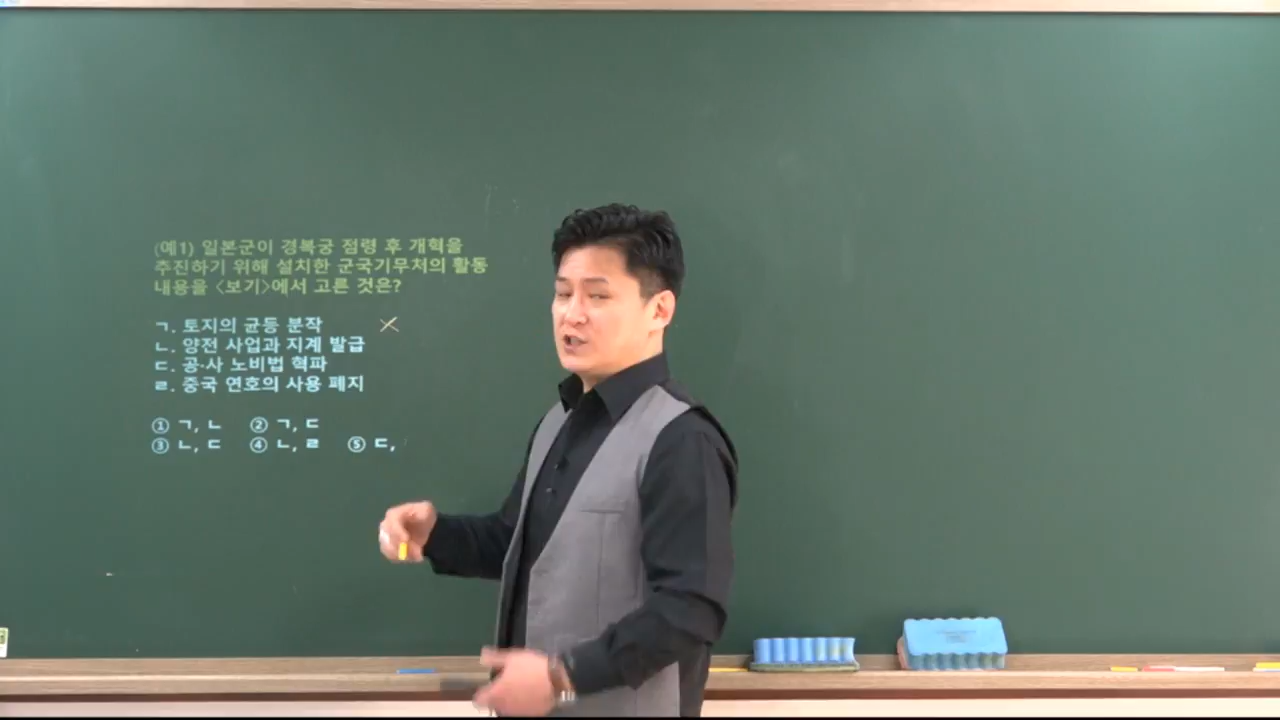 (예1) 일본군이 경복궁 점령 후 개혁을
추진하기 위해 설치한 군국기무처의 활동
내용을 <보기>에서 고른 것은?
ㄱ. 토지의 균등 분작
ㄴ. 양전 사업과 지계 발급
ㄷ. 공·사 노비법 혁파
ㄹ. 중국 연호의 사용 폐지
① ㄱ, ㄴ ② ㄱ, ㄷ
③ ㄴ, ㄷ ④ ㄴ, ㄹ ⑤ ㄷ,